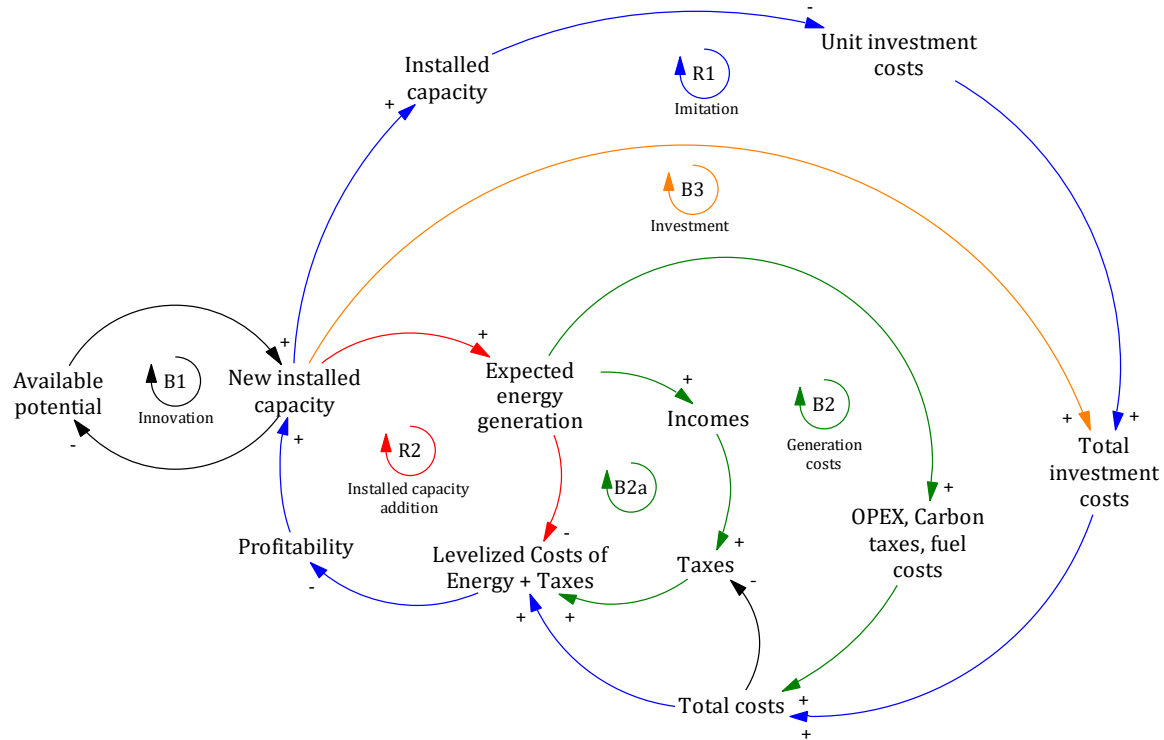 -
Unit investment
costs
Installed
capacity
+
R1
Imitation
B3
Investment
+
Available
potential
-
B1
Innovation
New installed
capacity
+
+
Expected
energy
generation
+
Incomes
B2
Generation
costs
+
+
Total
investment
costs
R2
Installed capacity
addition
B2a
+
OPEX, Carbon
taxes, fuel
costs
Profitability
-
-
Levelized Costs of
Energy + Taxes
+
+
+
Taxes
-
Total costs
+
+